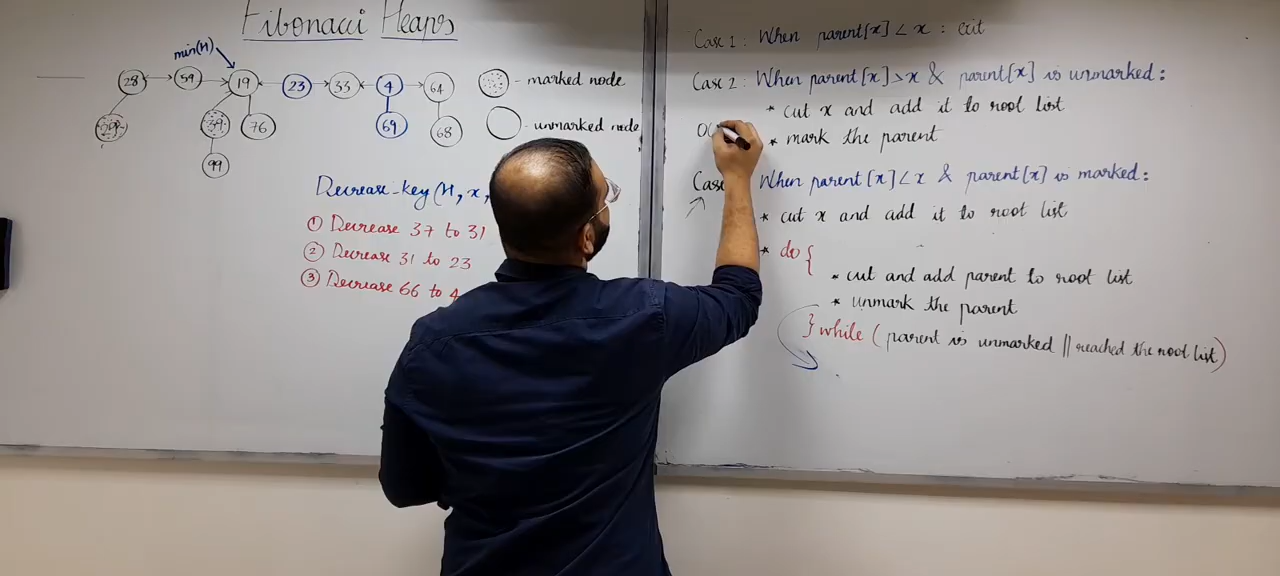 Fibonacci Heaps
min(H)
28 59 19 23 33 4 64
76 69 68
99
- marked node
- unmarked node
Decrease-key(H, x,
① Decrease 37 to 31
② Decrease 31 to 23
③ Decrease 66 to 4
Case 1: When parent[x] < x : exit
Case 2: When parent[x] > x & parent[x] is unmarked:
* cut x and add it to root list
* mark the parent
Case When parent[x] < x & parent[x] is marked:
* cut x and add it to root list
* do {
* cut and add parent to root list
* unmark the parent
} while (parent is unmarked || reached the root list)